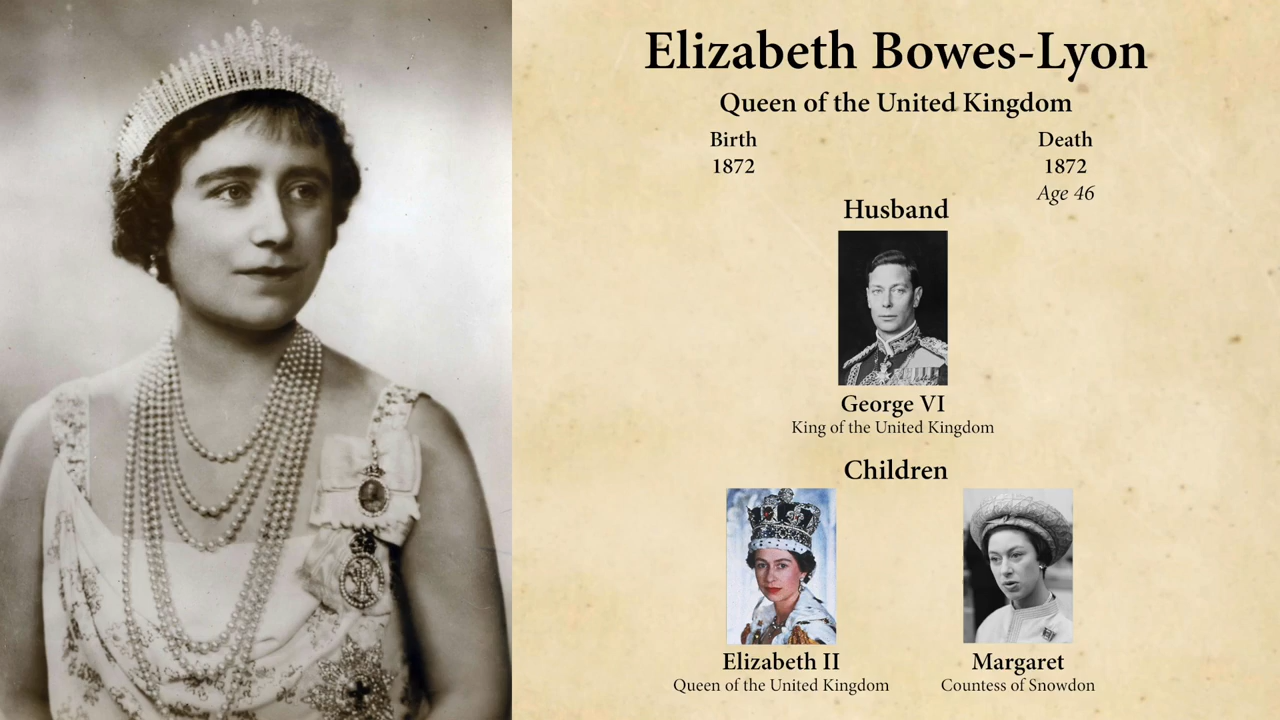 Elizabeth Bowes-Lyon
Queen of the United Kingdom
Birth
1872
Death
1872
Age 46
Husband
George VI
King of the United Kingdom
Children
Elizabeth II
Queen of the United Kingdom
Margaret
Countess of Snowdon